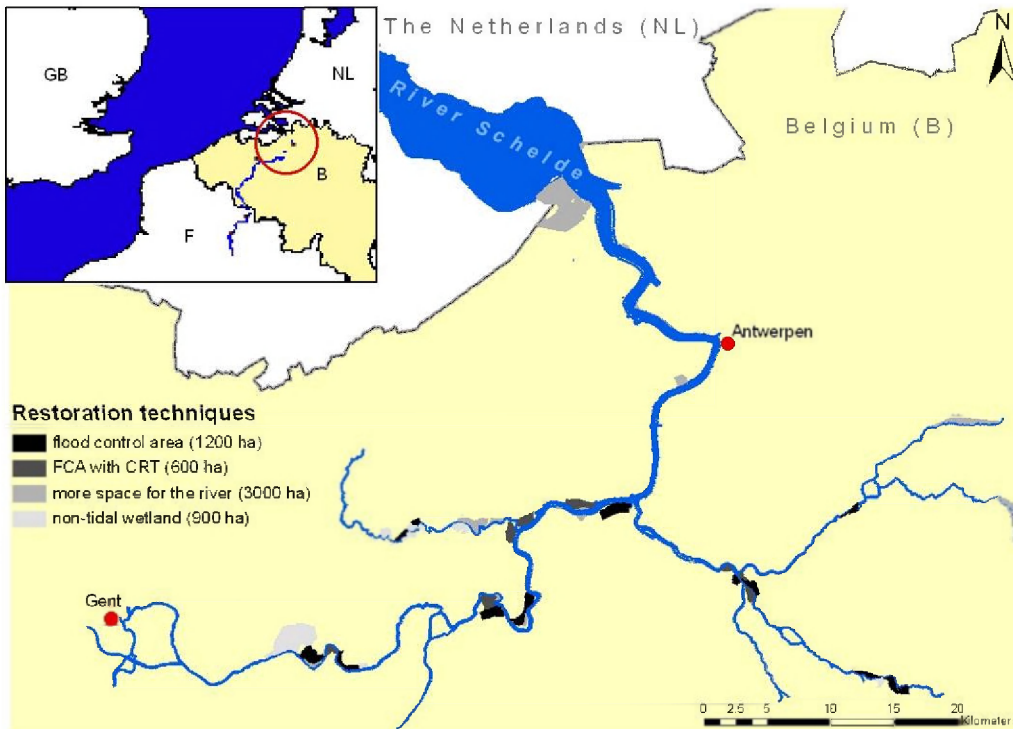 GB
NL
B
F
The Netherlands (NL)
N
River Schelde
Belgium (B)
Antwerpen
Restoration techniques
flood control area (1200 ha)
FCA with CRT (600 ha)
more space for the river (3000 ha)
non-tidal wetland (900 ha)
Gent
0 2.5 5 10 15 20
Kilometer